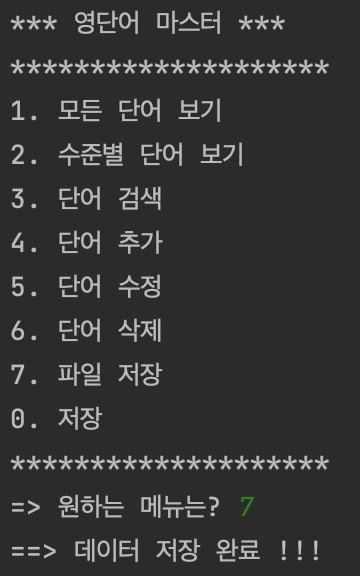 *** 영단어 마스터 ***
********************
1. 모든 단어 보기
2. 수준별 단어 보기
3. 단어 검색
4. 단어 추가
5. 단어 수정
6. 단어 삭제
7. 파일 저장
0. 저장
********************
=> 원하는 메뉴는? 7
==> 데이터 저장 완료 !!!